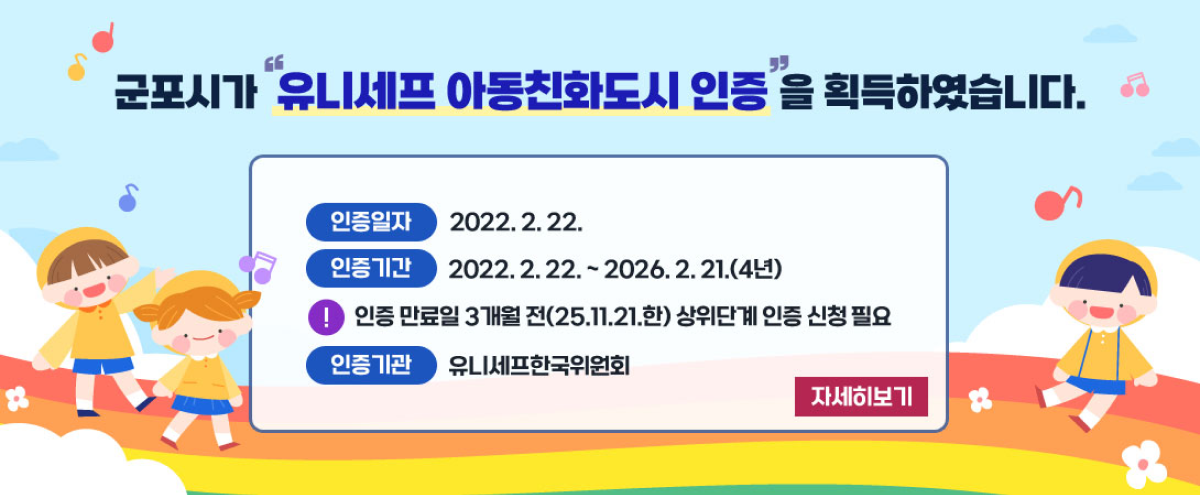 군포시가 “유니세프 아동친화도시 인증”을 획득하였습니다.
인증일자 2022. 2. 22.
인증기간 2022. 2. 22. ~ 2026. 2. 21.(4년)
! 인증 만료일 3개월 전(25.11.21.한) 상위단계 인증 신청 필요
인증기관 유니세프한국위원회
자세히보기